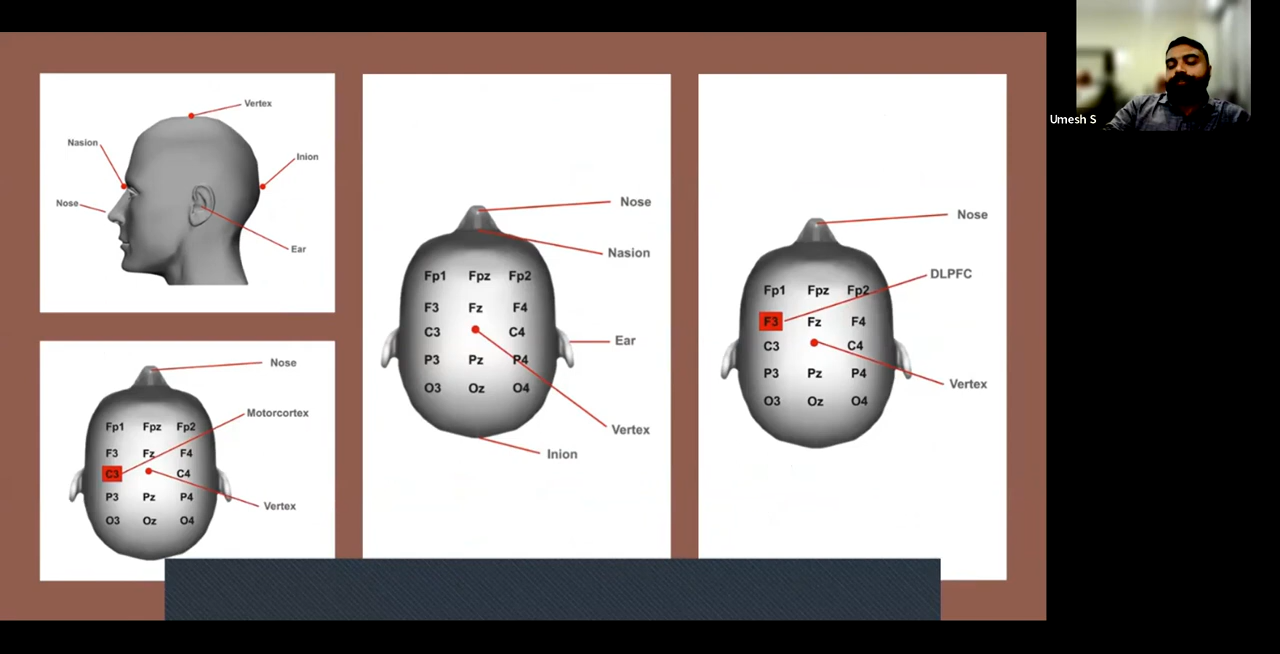 Vertex
Nasion
Inion
Nose
Ear
Nose
Motorcortex
Fp1 Fpz Fp2
F3 Fz F4
C3 C4
P3 Pz P4
Vertex
O3 Oz O4
Nose
Nasion
Fp1 Fpz Fp2
F3 Fz F4
C3 C4
Ear
P3 Pz P4
O3 Oz O4
Vertex
Inion
Nose
DLPFC
Fp1 Fpz Fp2
F3 Fz F4
C3 C4
P3 Pz P4
Vertex
O3 Oz O4
Umesh S